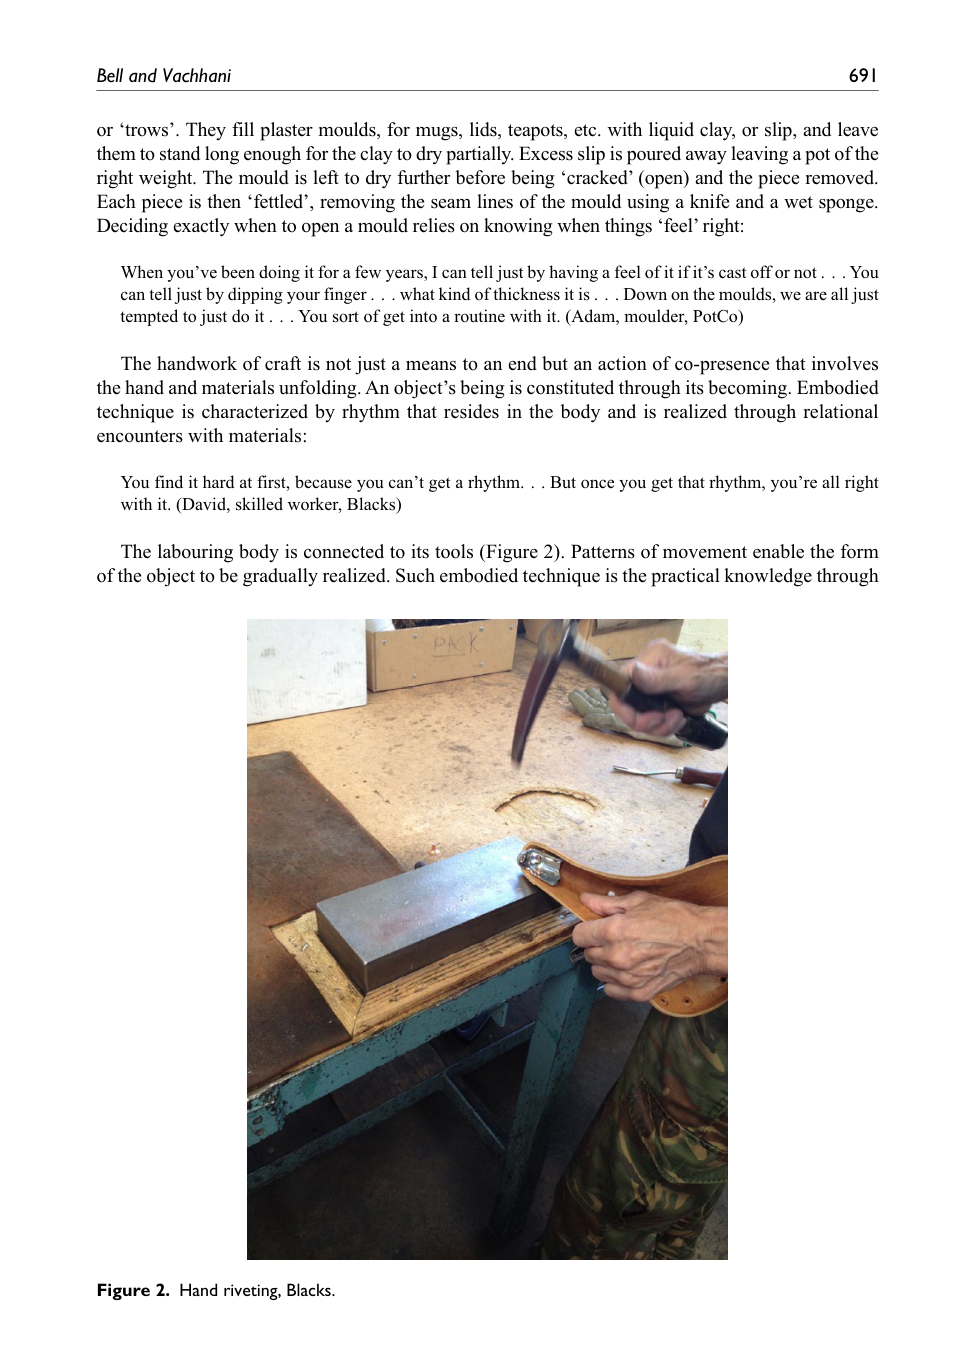 Bell and Vachhani 691
or ‘trows’. They fill plaster moulds, for mugs, lids, teapots, etc. with liquid clay, or slip, and leave
them to stand long enough for the clay to dry partially. Excess slip is poured away leaving a pot of the
right weight. The mould is left to dry further before being ‘cracked’ (open) and the piece removed.
Each piece is then ‘fettled’, removing the seam lines of the mould using a knife and a wet sponge.
Deciding exactly when to open a mould relies on knowing when things ‘feel’ right:
When you’ve been doing it for a few years, I can tell just by having a feel of it if it’s cast off or not . . . You
can tell just by dipping your finger . . . what kind of thickness it is . . . Down on the moulds, we are all just
tempted to just do it . . . You sort of get into a routine with it. (Adam, moulder, PotCo)
The handwork of craft is not just a means to an end but an action of co-presence that involves
the hand and materials unfolding. An object’s being is constituted through its becoming. Embodied
technique is characterized by rhythm that resides in the body and is realized through relational
encounters with materials:
You find it hard at first, because you can’t get a rhythm. . . But once you get that rhythm, you’re all right
with it. (David, skilled worker, Blacks)
The labouring body is connected to its tools (Figure 2). Patterns of movement enable the form
of the object to be gradually realized. Such embodied technique is the practical knowledge through
PACK
Figure 2. Hand riveting, Blacks.